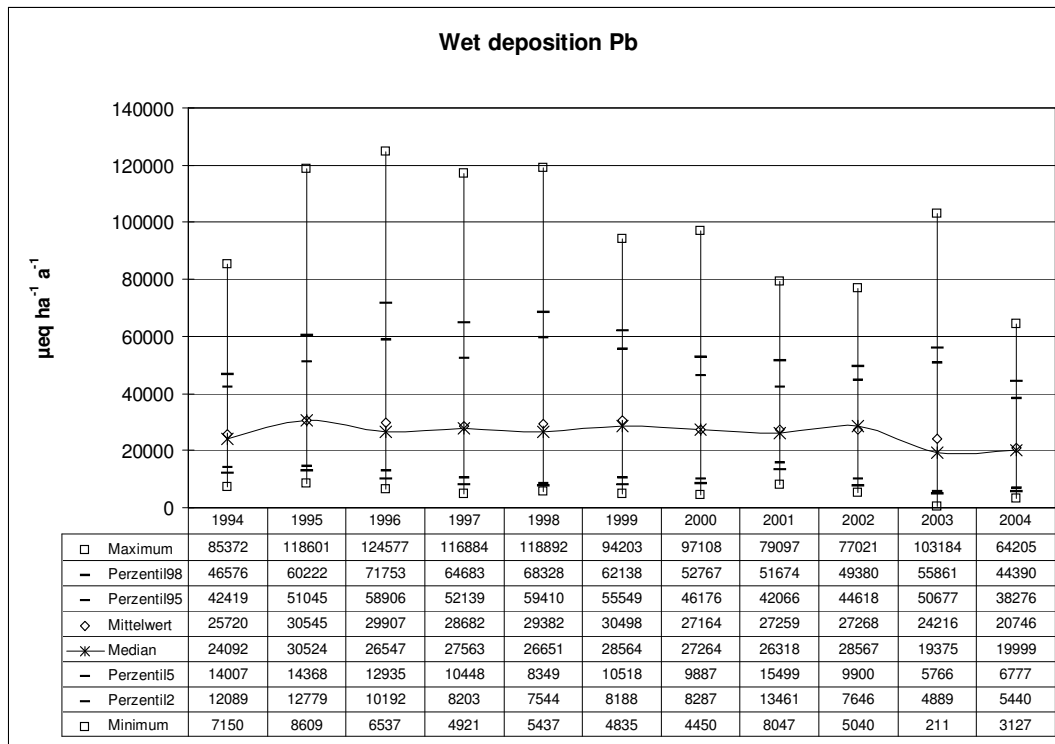 Wet deposition Pb
140000
120000
100000
80000
60000
40000
20000
0
µeq ha⁻¹ a⁻¹
1994 1995 1996 1997 1998 1999 2000 2001 2002 2003 2004
Maximum 85372 118601 124577 116884 118892 94203 97108 79097 77021 103184 64205
Perzentil98 46576 60222 71753 64683 68328 62138 52767 51674 49380 55861 44390
Perzentil95 42419 51045 58906 52139 59410 55549 46176 42066 44618 50677 38276
Mittelwert 25720 30545 29907 28682 29382 30498 27164 27259 27268 24216 20746
Median 24092 30524 26547 27563 26651 28564 27264 26318 28567 19375 19999
Perzentil5 14007 14368 12935 10448 8349 10518 9887 15499 9900 5766 6777
Perzentil2 12089 12779 10192 8203 7544 8188 8287 13461 7646 4889 5440
Minimum 7150 8609 6537 4921 5437 4835 4450 8047 5040 211 3127